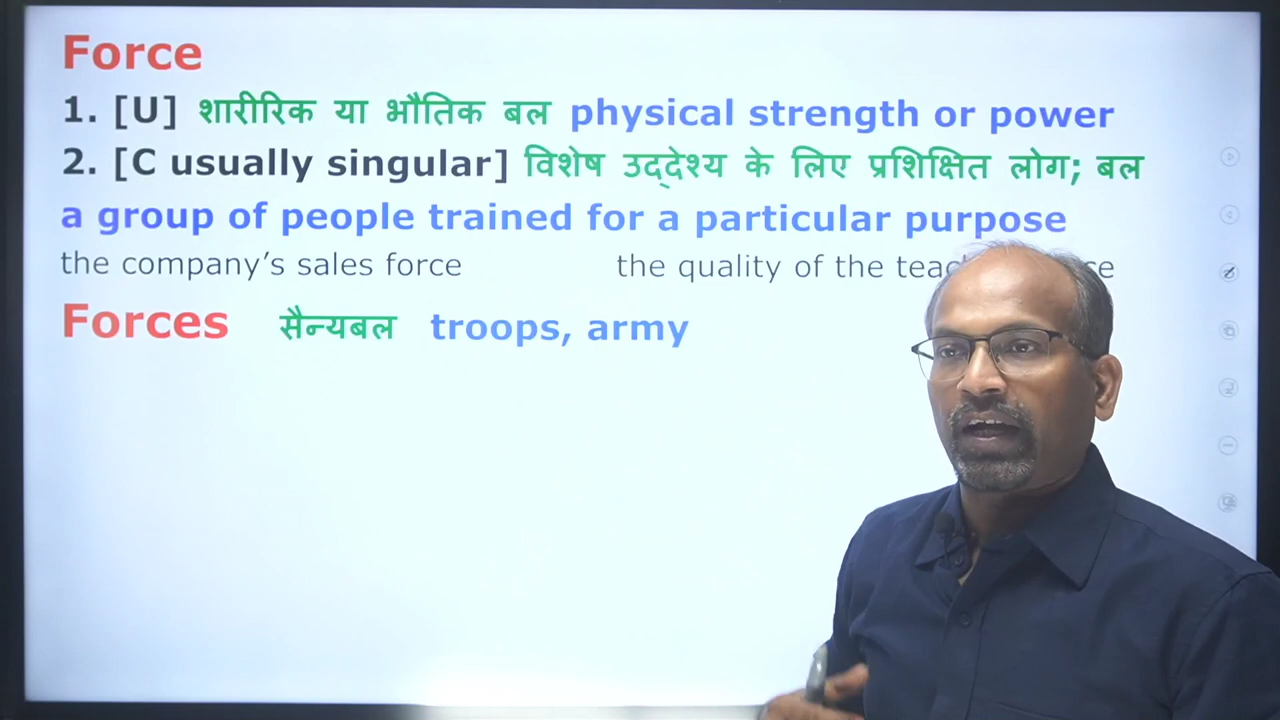 Force
1. [U] शारीरिक या भौतिक बल physical strength or power
2. [C usually singular] विशेष उद्देश्य के लिए प्रशिक्षित लोग; बल
a group of people trained for a particular purpose
the company’s sales force the quality of the
Forces सैन्यबल troops, army